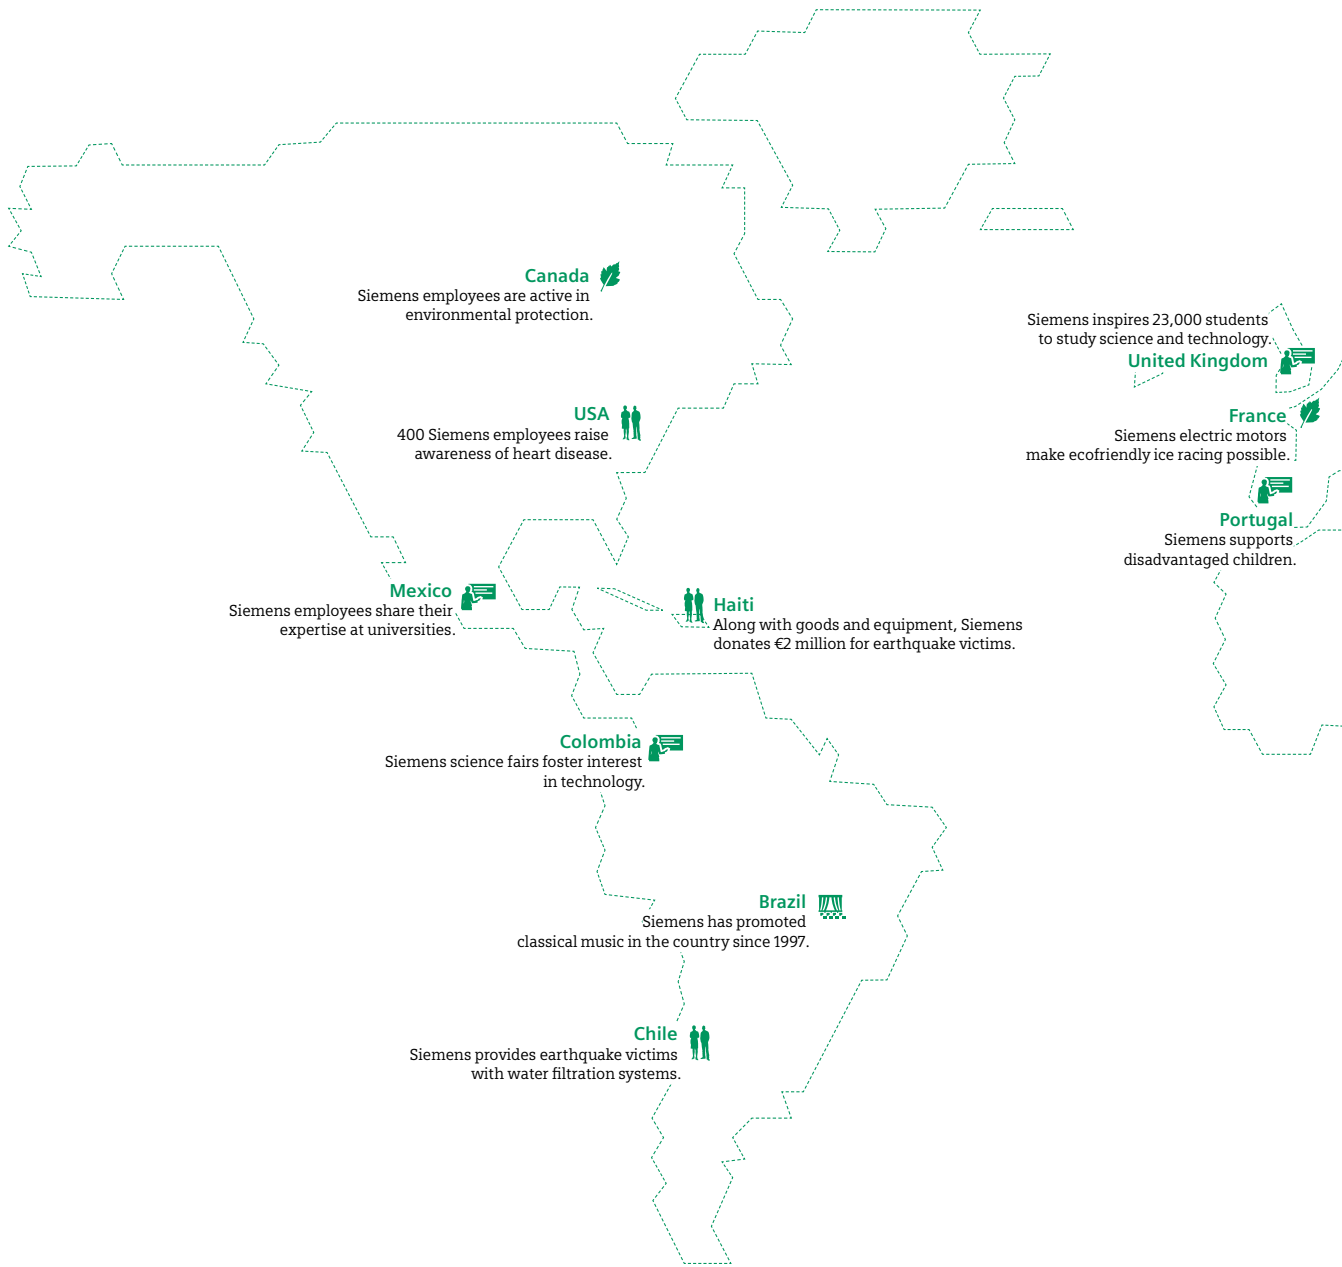 Canada
Siemens employees are active in
environmental protection.
Siemens inspires 23,000 students
to study science and technology.
United Kingdom
USA
400 Siemens employees raise
awareness of heart disease.
France
Siemens electric motors
make ecofriendly ice racing possible.
Portugal
Siemens supports
disadvantaged children.
Mexico
Siemens employees share their
expertise at universities.
Haiti
Along with goods and equipment, Siemens
donates €2 million for earthquake victims.
Colombia
Siemens science fairs foster interest
in technology.
Brazil
Siemens has promoted
classical music in the country since 1997.
Chile
Siemens provides earthquake victims
with water filtration systems.